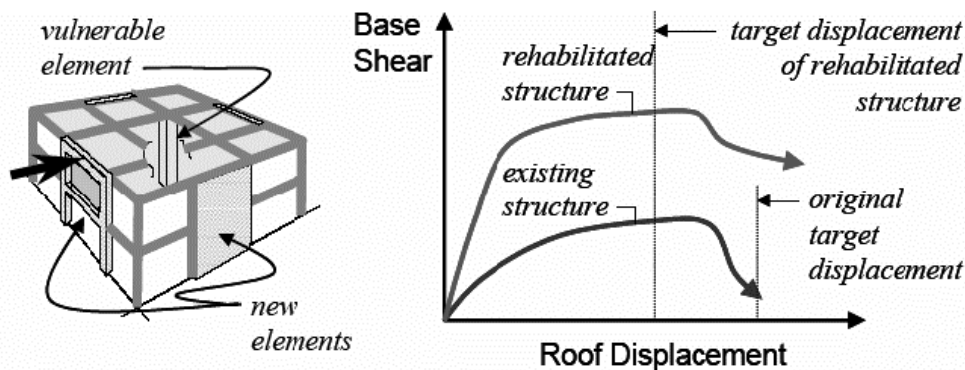 vulnerable
element
new
elements
Base
Shear
rehabilitated
structure
existing
structure
target displacement
of rehabilitated
structure
original
target
displacement
Roof Displacement